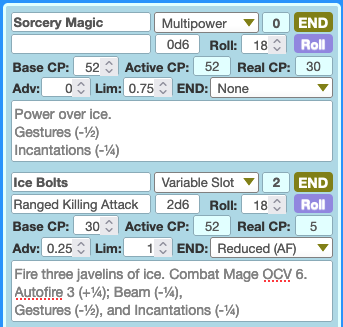 Sorcery Magic Multipower 0 END
0d6 Roll: 18 Roll
Base CP: 52 Active CP: 52 Real CP: 30
Adv: 0 Lim: 0.75 END: None
Power over ice.
Gestures (-½)
Incantations (-¼)
Ice Bolts Variable Slot 2 END
Ranged Killing Attack 2d6 Roll: 18 Roll
Base CP: 30 Active CP: 52 Real CP: 5
Adv: 0.25 Lim: 1 END: Reduced (AF)
Fire three javelins of ice. Combat Mage OCV 6.
Autofire 3 (+¼); Beam (-¼),
Gestures (-½), and Incantations (-¼)